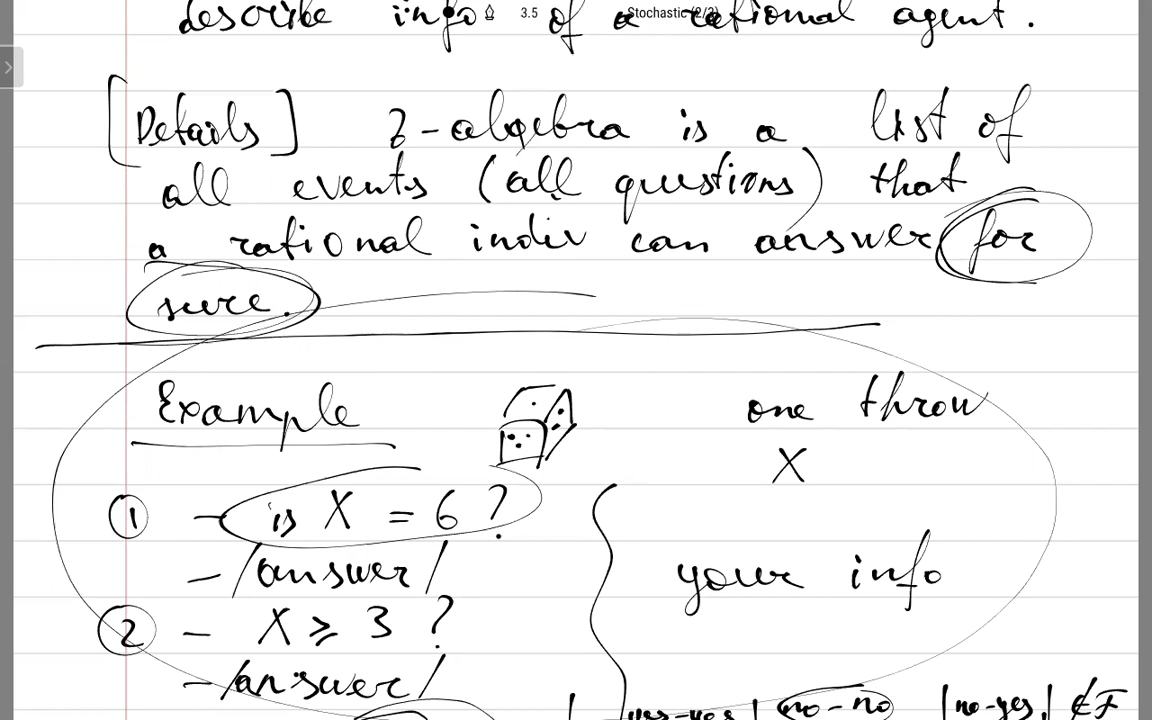 describe info of a rational agent.
3.5 Stochastic (2/3)
[Details] σ-algebra is a list of
all events (all questions) that
a rational indiv can answer for
sure.
Example one throw
X
① - is X = 6 ?
- /answer/ your info
② - X ⩾ 3 ?
- /answer/
yes-yes | no-no | no-yes | ∉ F